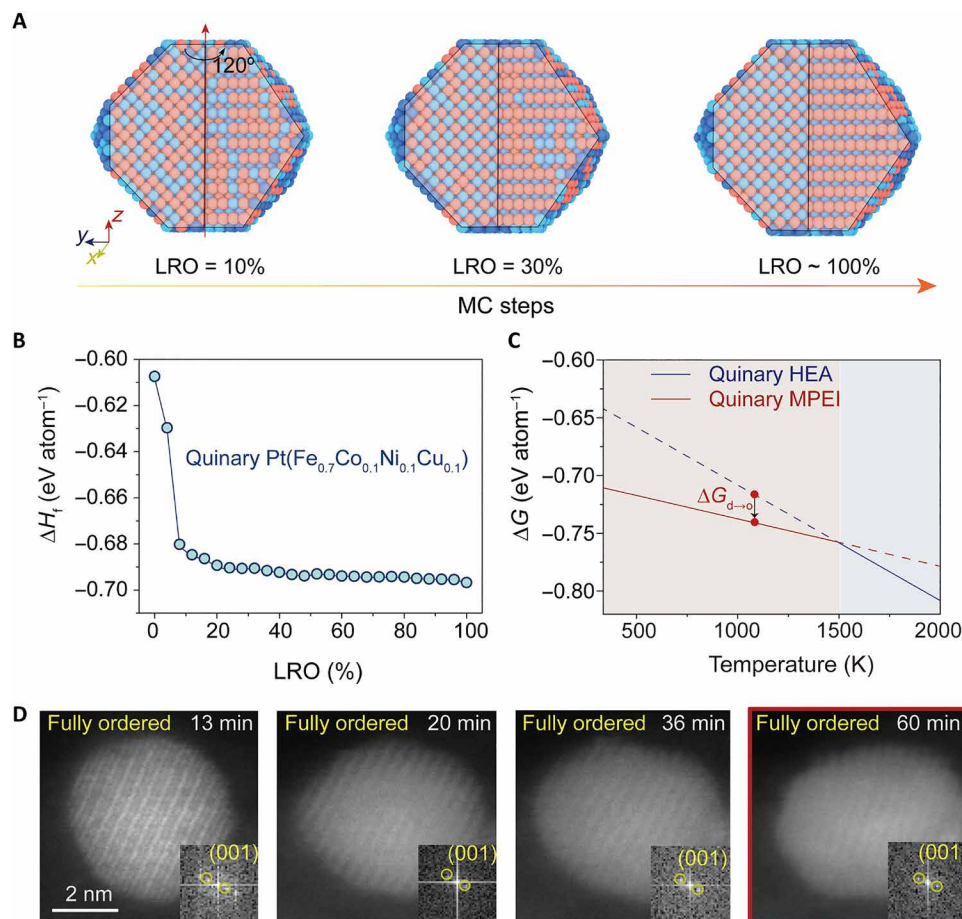 A
120°
z
y
x
LRO = 10%
LRO = 30%
LRO ~ 100%
MC steps
B
−0.60
−0.62
−0.64
−0.66
−0.68
−0.70
ΔHf (eV atom−1)
Quinary Pt(Fe0.7Co0.1Ni0.1Cu0.1)
0 20 40 60 80 100
LRO (%)
C
−0.60
−0.65
−0.70
−0.75
−0.80
ΔG (eV atom−1)
Quinary HEA
Quinary MPEI
ΔGd→o
500 1000 1500 2000
Temperature (K)
D
Fully ordered 13 min
(001)
2 nm
Fully ordered 20 min
(001)
Fully ordered 36 min
(001)
Fully ordered 60 min
(001